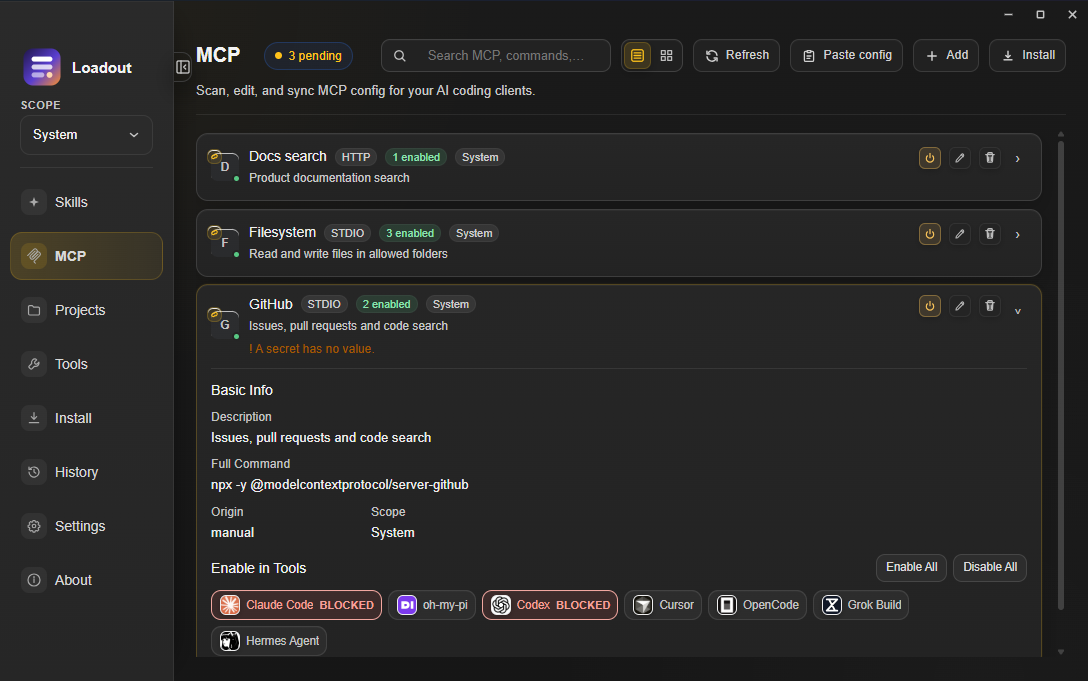 Loadout
SCOPE
System
Skills
MCP
Projects
Tools
Install
History
Settings
About
MCP
3 pending
Search MCP, commands,...
Refresh
Paste config
Add
Install
Scan, edit, and sync MCP config for your AI coding clients.
D
Docs search HTTP 1 enabled System
Product documentation search
F
Filesystem STDIO 3 enabled System
Read and write files in allowed folders
G
GitHub STDIO 2 enabled System
Issues, pull requests and code search
! A secret has no value.
Basic Info
Description
Issues, pull requests and code search
Full Command
npx -y @modelcontextprotocol/server-github
Origin Scope
manual System
Enable in Tools Enable All Disable All
Claude Code BLOCKED DI oh-my-pi Codex BLOCKED Cursor OpenCode Grok Build
Hermes Agent